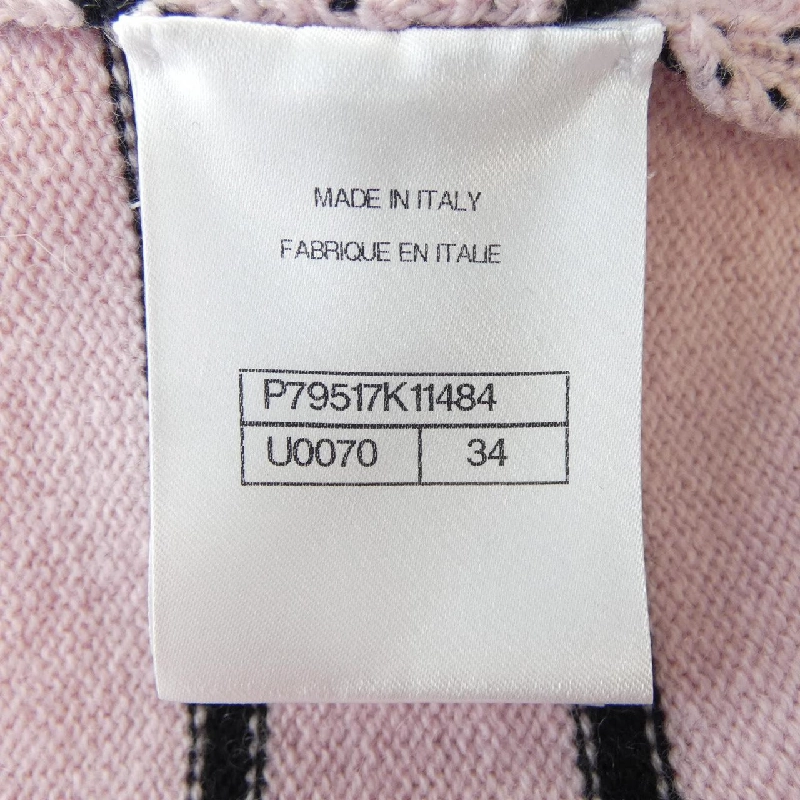 MADE IN ITALY
FABRIQUE EN ITALIE
P79517K11484
U0070 34